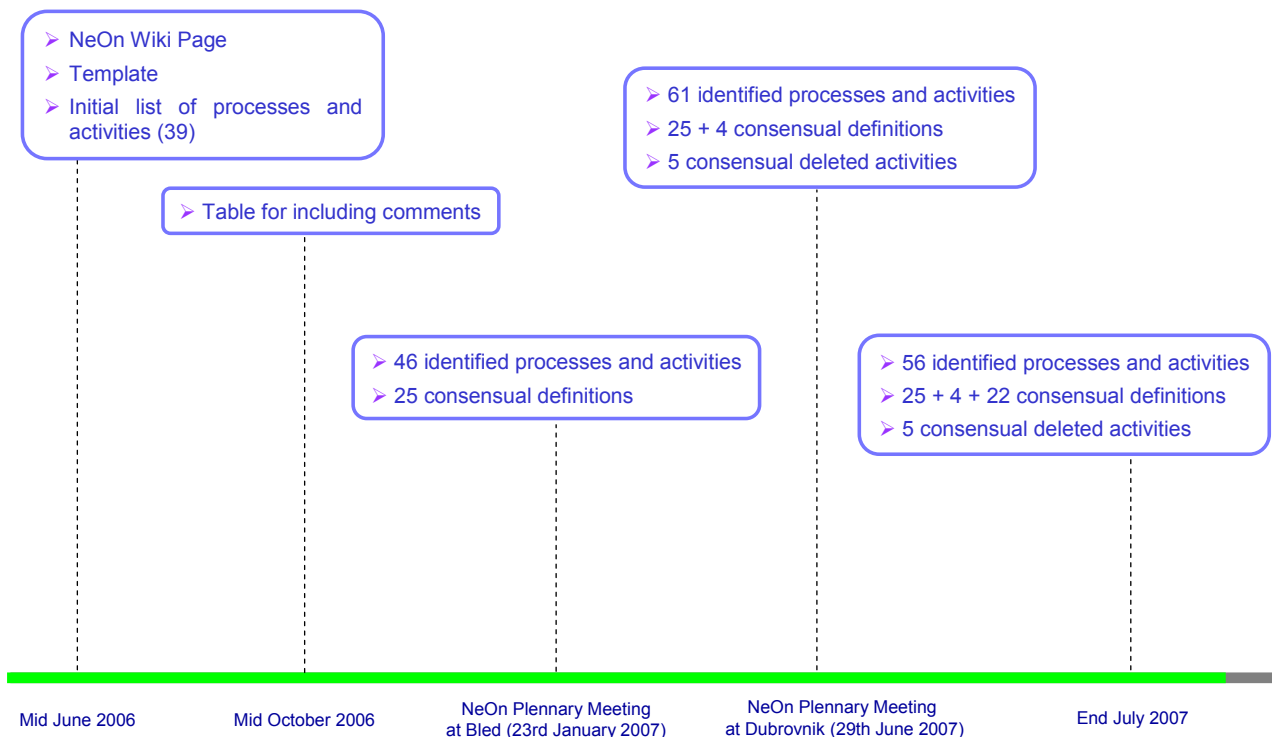 ➢ NeOn Wiki Page
➢ Template
➢ Initial list of processes and
activities (39)
➢ Table for including comments
➢ 46 identified processes and activities
➢ 25 consensual definitions
➢ 61 identified processes and activities
➢ 25 + 4 consensual definitions
➢ 5 consensual deleted activities
➢ 56 identified processes and activities
➢ 25 + 4 + 22 consensual definitions
➢ 5 consensual deleted activities
Mid June 2006
Mid October 2006
NeOn Plennary Meeting
at Bled (23rd January 2007)
NeOn Plennary Meeting
at Dubrovnik (29th June 2007)
End July 2007